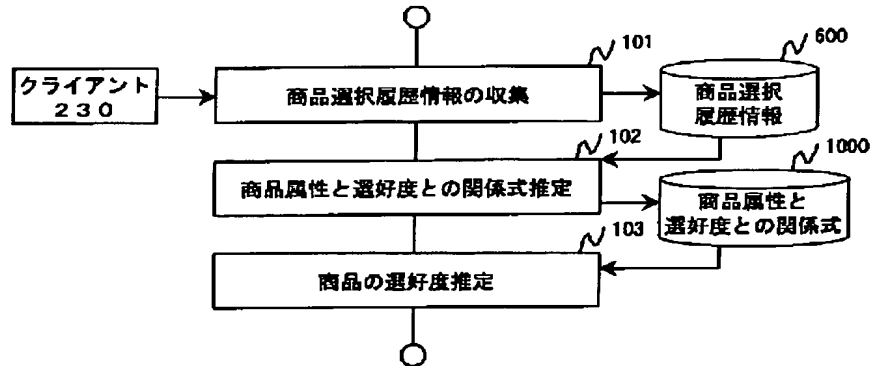 101
600
クライアント
230
商品選択履歴情報の収集
商品選択
履歴情報
102
1000
商品属性と選好度との関係式推定
商品属性と
選好度との関係式
103
商品の選好度推定